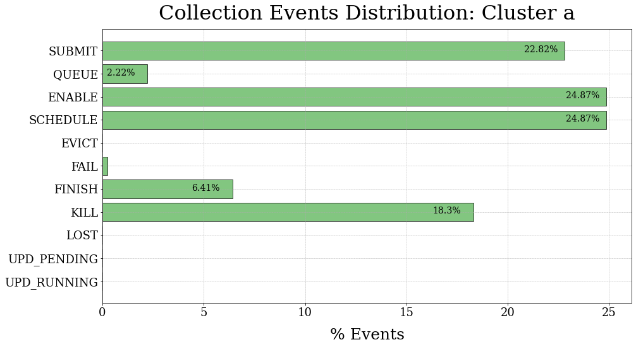 Collection Events Distribution: Cluster a
SUBMIT 22.82%
QUEUE 2.22%
ENABLE 24.87%
SCHEDULE 24.87%
EVICT
FAIL
FINISH 6.41%
KILL 18.3%
LOST
UPD_PENDING
UPD_RUNNING
0 5 10 15 20 25
% Events